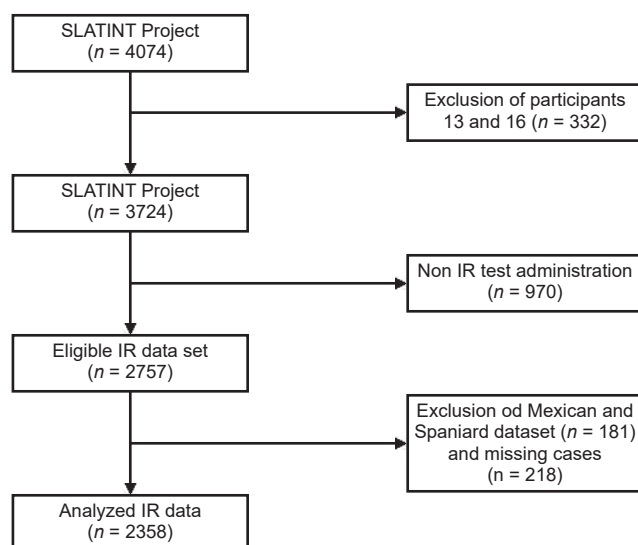 SLATINT Project
(n = 4074)
Exclusion of participants
13 and 16 (n = 332)
SLATINT Project
(n = 3724)
Non IR test administration
(n = 970)
Eligible IR data set
(n = 2757)
Exclusion od Mexican and
Spaniard dataset (n = 181)
and missing cases
(n = 218)
Analyzed IR data
(n = 2358)